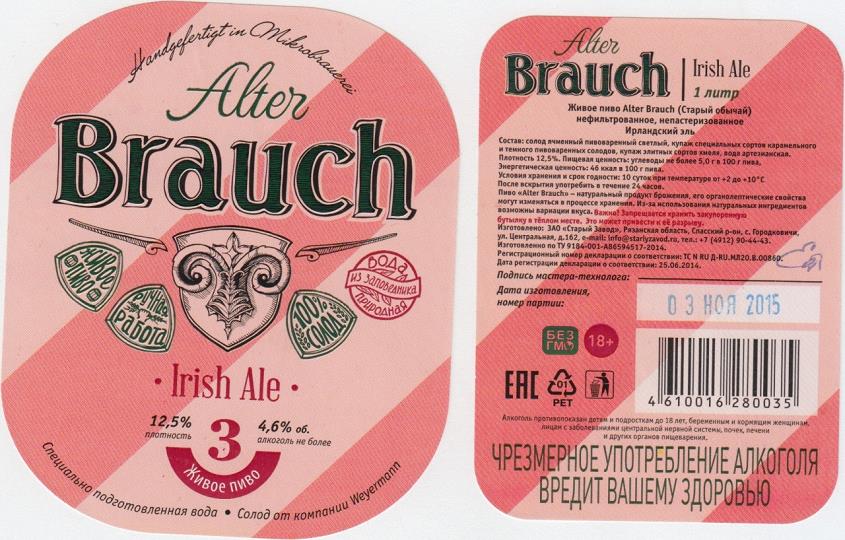 Handgefertigt in Mikrobrauerei
Alter
Brauch
ЖИВОЕ
ПИВО
РУЧНАЯ
РАБОТА
100%
СОЛОД
ВОДА
ИЗ ЗАПОВЕДНИКА
ПРИРОДНАЯ
• Irish Ale •
12,5%
плотность
3
4,6% об.
алкоголь не более
Живое пиво
Специально подготовленная вода • Солод от компании Weyermann
Alter
Brauch
Irish Ale
1 литр
Живое пиво Alter Brauch (Старый обычай)
нефильтрованное, непастеризованное
Ирландский эль
Состав: солод ячменный пивоваренный светлый, купаж специальных сортов карамельного
и темного пивоваренных солодов, купаж элитных сортов хмеля, вода артезианская.
Плотность 12,5%. Пищевая ценность: углеводы не более 5,0 г в 100 г пива,
Энергетическая ценность: 46 ккал в 100 г пива.
Условия хранения и срок годности: 10 суток при температуре от +2 до +10°С
После вскрытия употребить в течение 24 часов.
Пиво «Alter Brauch» – натуральный продукт брожения, его органолептические свойства
могут изменяться в процессе хранения. Из-за использования натуральных ингредиентов
возможны вариации вкуса. Важно! Запрещается хранить закупоренную
бутылку в тёплом месте. Это может привести к её разрыву.
Изготовлено: ЗАО «Старый Завод», Рязанская область, Спасский р-он, с. Городковичи,
ул. Центральная, д.162, e-mail: info@stariyzavod.ru, тел.: +7 (4912) 90-44-43.
Изготовленно по ТУ 9184-001-А86594517-2014.
Регистрационный номер декларации о соответствии: ТС N RU Д-RU.МЛ20.В.00860.
Дата регистрации декларации о соответствии: 25.06.2014.
Подпись мастера-технолога:
Дата изготовления,
номер партии:
03 НОЯ 2015
БЕЗ
ГМО
18+
EAC
01
PET
4 610016 280035
Алкоголь противопоказан детям и подросткам до 18 лет, беременным и кормящим женщинам,
лицам с заболеваниями центральной нервной системы, почек, печени
и других органов пищеварения.
ЧРЕЗМЕРНОЕ УПОТРЕБЛЕНИЕ АЛКОГОЛЯ
ВРЕДИТ ВАШЕМУ ЗДОРОВЬЮ